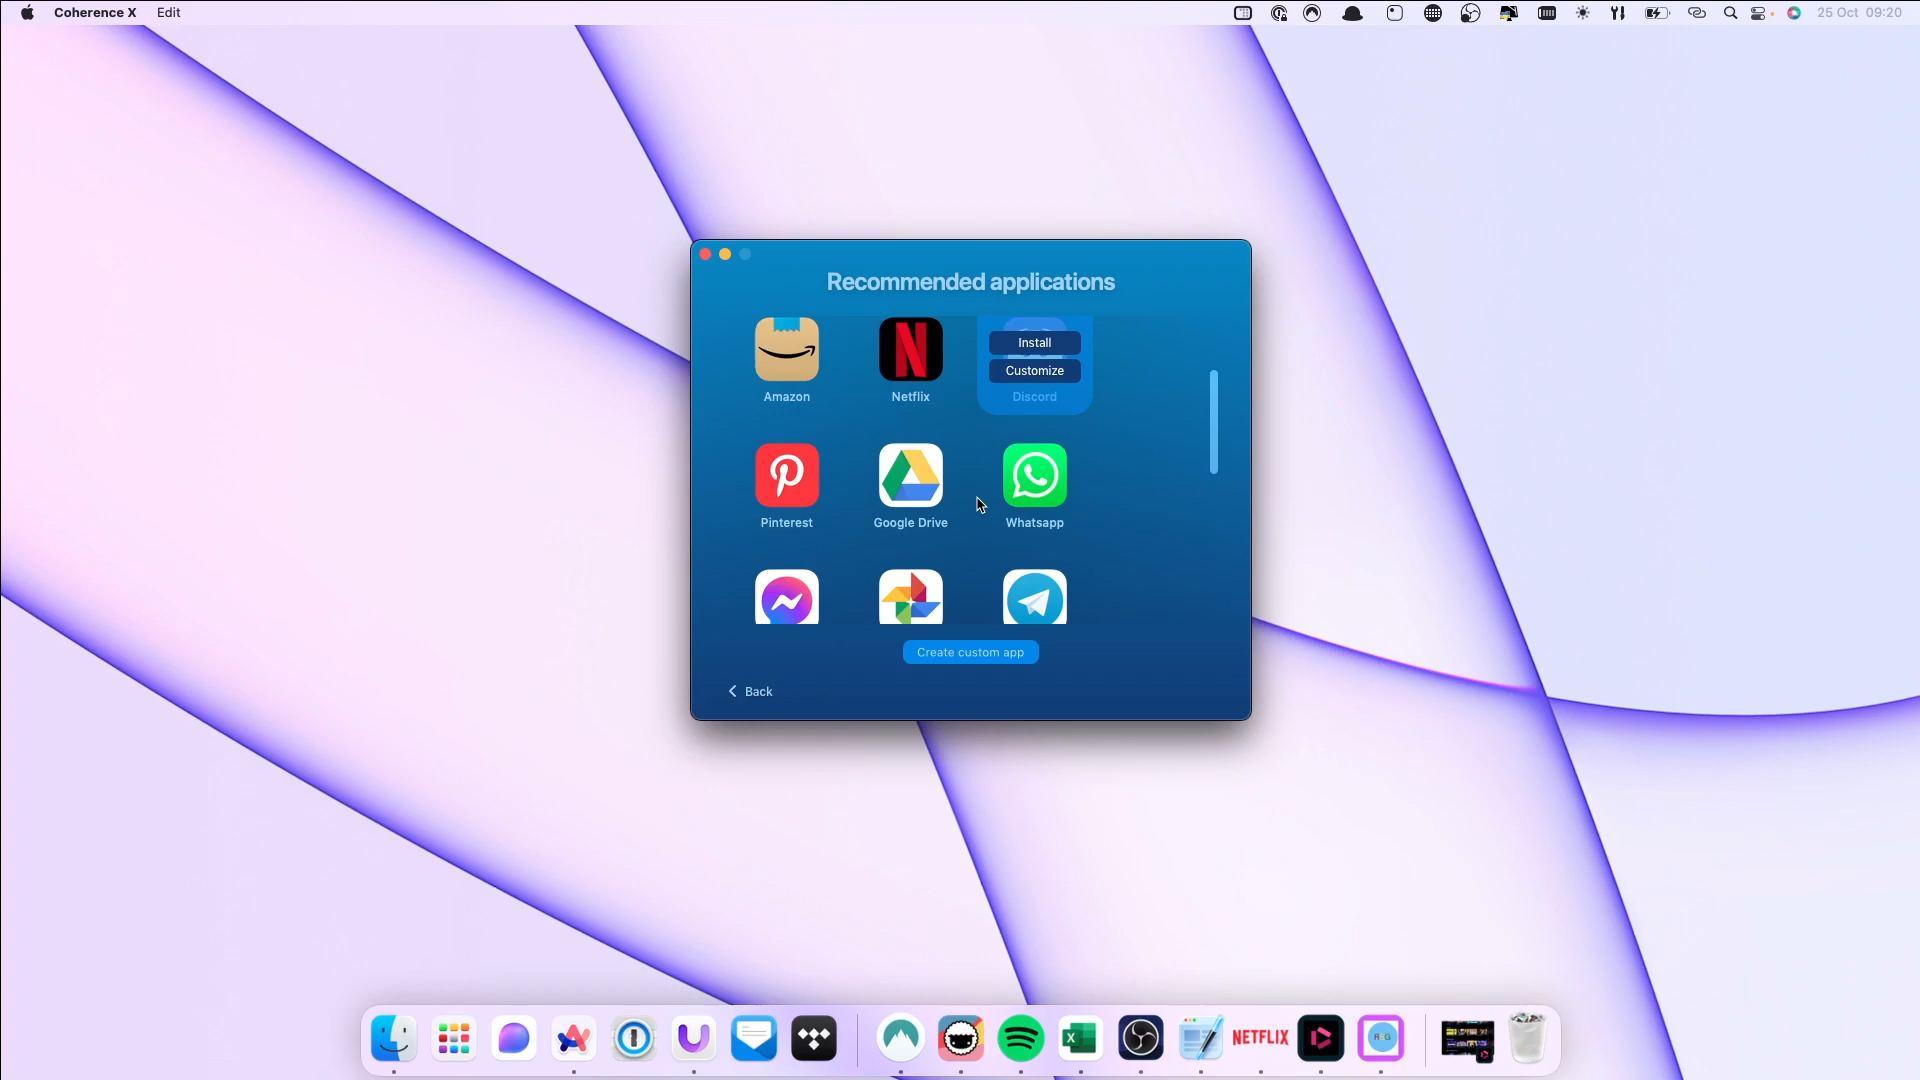 Coherence X Edit
25 Oct 09:20
Recommended applications
Install
Customize
Amazon Netflix Discord
Pinterest Google Drive Whatsapp
Create custom app
Back
NETFLIX